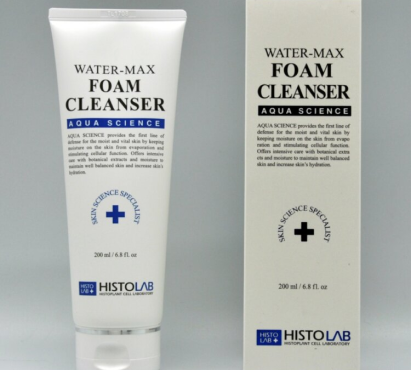 WATER-MAX
FOAM
CLEANSER
AQUA SCIENCE
AQUA SCIENCE provides the first line of
defense for the moist and vital skin by keeping
moisture on the skin from evaporation and
stimulating cellular function. Offers intensive
care with botanical extracts and moisture to
maintain well balanced skin and increase skin's
hydration.
SKIN SCIENCE SPECIALIST
200 ml / 6.8 fl. oz
HISTO
LAB
HISTOLAB
HISTOPLANT CELL LABORATORY
WATER-MAX
FOAM
CLEANSER
AQUA SCIENCE
AQUA SCIENCE provides the first line of
defense for the moist and vital skin by
keeping moisture on the skin from evapo
ration and stimulating cellular function.
Offers intensive care with botanical extra
cts and moisture to maintain well balanced
skin and increase skin's hydration.
SKIN SCIENCE SPECIALIST
200 ml / 6.8 fl. oz
HISTO
LAB
HISTOLAB
HISTOPLANT CELL LABORATORY